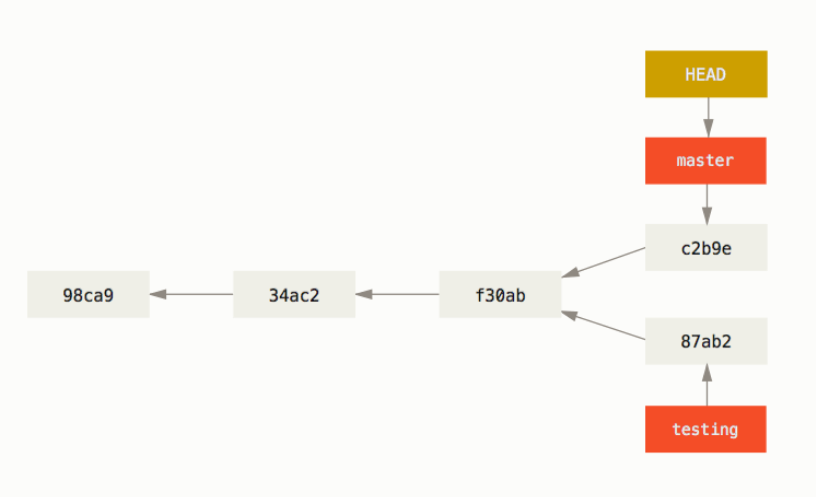 HEAD
master
c2b9e
98ca9 34ac2 f30ab
87ab2
testing